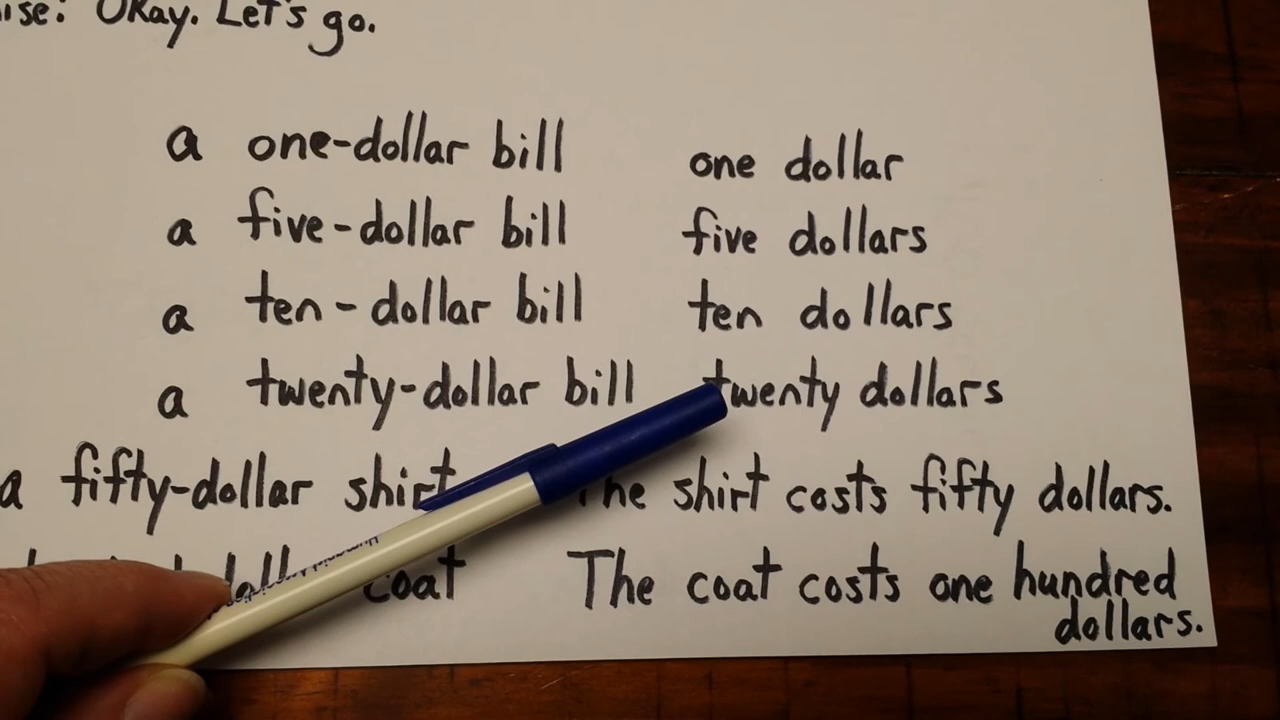 Okay. Let's go.
a one-dollar bill one dollar
a five-dollar bill five dollars
a ten-dollar bill ten dollars
a twenty-dollar bill twenty dollars
a fifty-dollar shirt The shirt costs fifty dollars.
coat The coat costs one hundred
dollars.